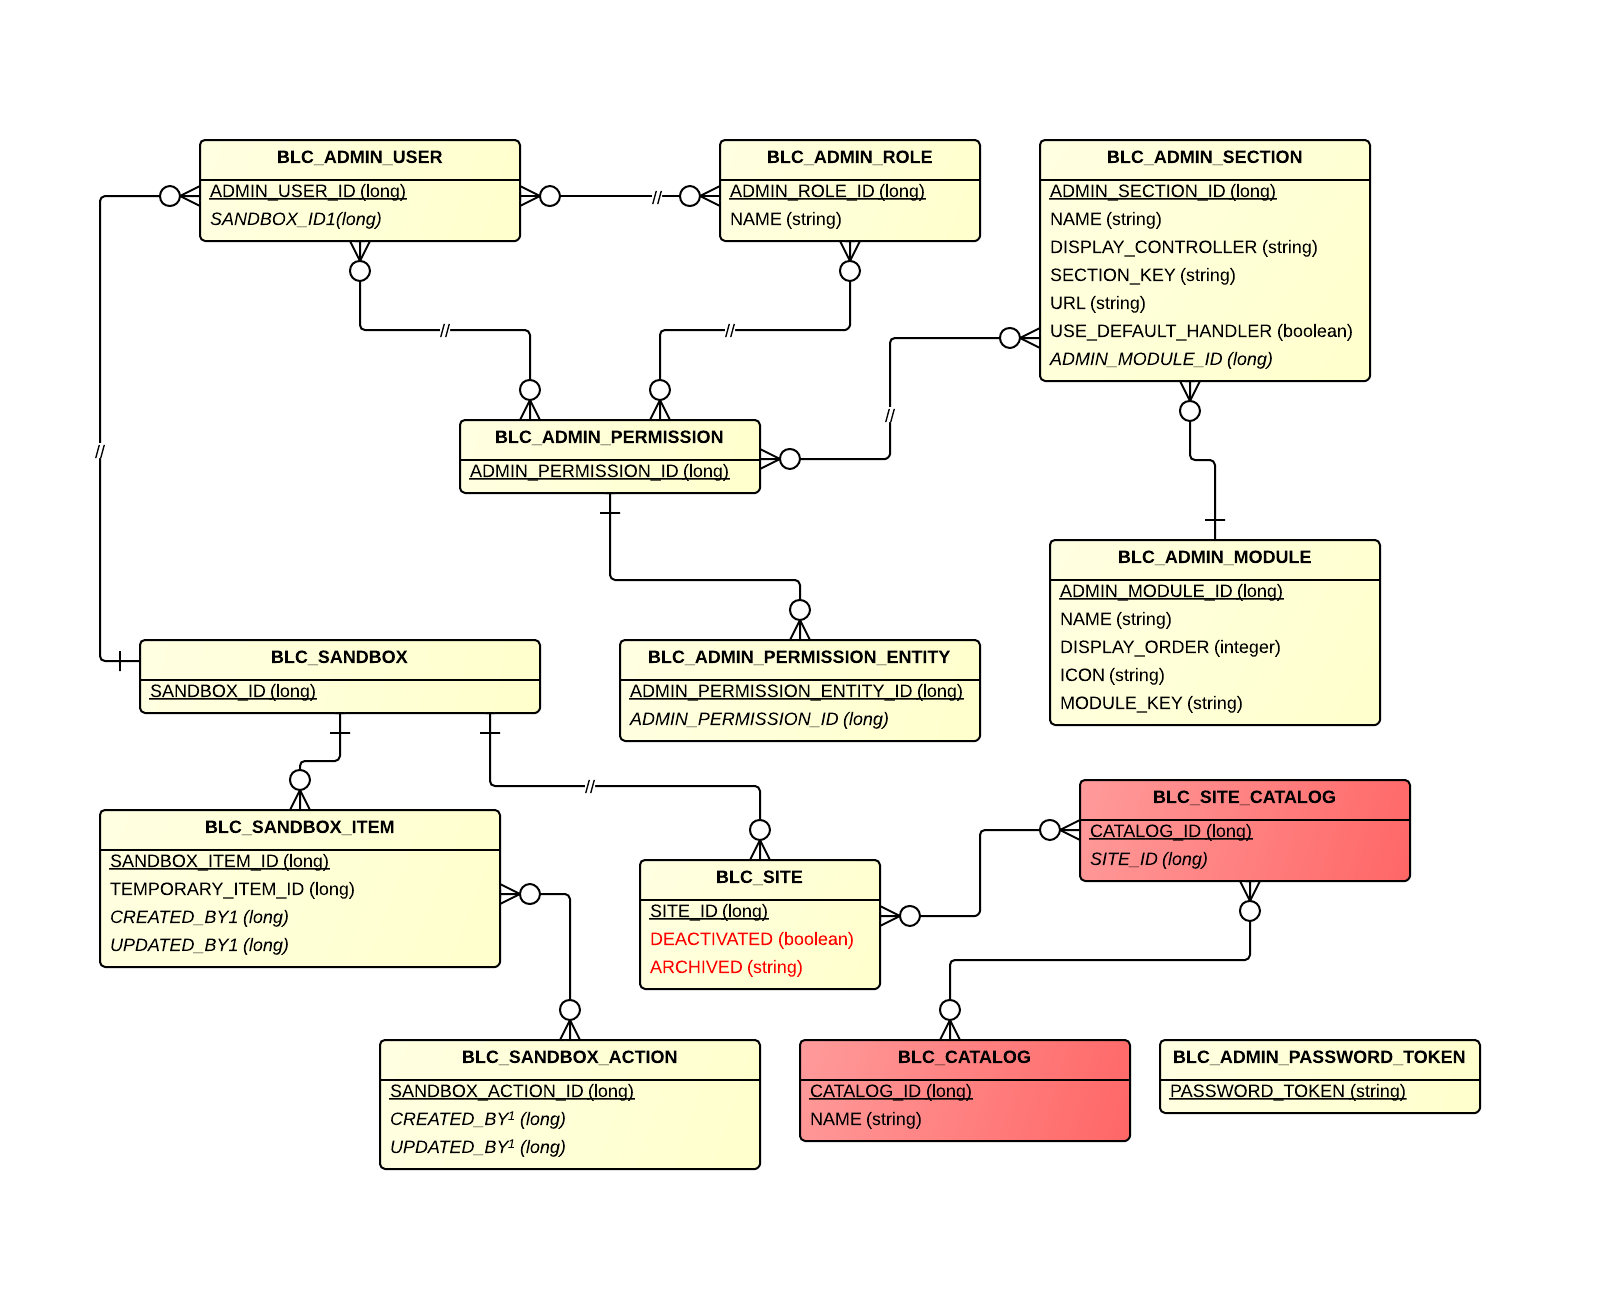 BLC_ADMIN_USER
ADMIN_USER_ID (long)
SANDBOX_ID1(long)
//
BLC_ADMIN_ROLE
ADMIN_ROLE_ID (long)
NAME (string)
BLC_ADMIN_SECTION
ADMIN_SECTION_ID (long)
NAME (string)
DISPLAY_CONTROLLER (string)
SECTION_KEY (string)
URL (string)
USE_DEFAULT_HANDLER (boolean)
ADMIN_MODULE_ID (long)
//
//
//
//
BLC_ADMIN_PERMISSION
ADMIN_PERMISSION_ID (long)
BLC_ADMIN_MODULE
ADMIN_MODULE_ID (long)
NAME (string)
DISPLAY_ORDER (integer)
ICON (string)
MODULE_KEY (string)
BLC_SANDBOX
SANDBOX_ID (long)
BLC_ADMIN_PERMISSION_ENTITY
ADMIN_PERMISSION_ENTITY_ID (long)
ADMIN_PERMISSION_ID (long)
//
BLC_SANDBOX_ITEM
SANDBOX_ITEM_ID (long)
TEMPORARY_ITEM_ID (long)
CREATED_BY1 (long)
UPDATED_BY1 (long)
BLC_SITE
SITE_ID (long)
DEACTIVATED (boolean)
ARCHIVED (string)
BLC_SITE_CATALOG
CATALOG_ID (long)
SITE_ID (long)
BLC_SANDBOX_ACTION
SANDBOX_ACTION_ID (long)
CREATED_BY¹ (long)
UPDATED_BY¹ (long)
BLC_CATALOG
CATALOG_ID (long)
NAME (string)
BLC_ADMIN_PASSWORD_TOKEN
PASSWORD_TOKEN (string)